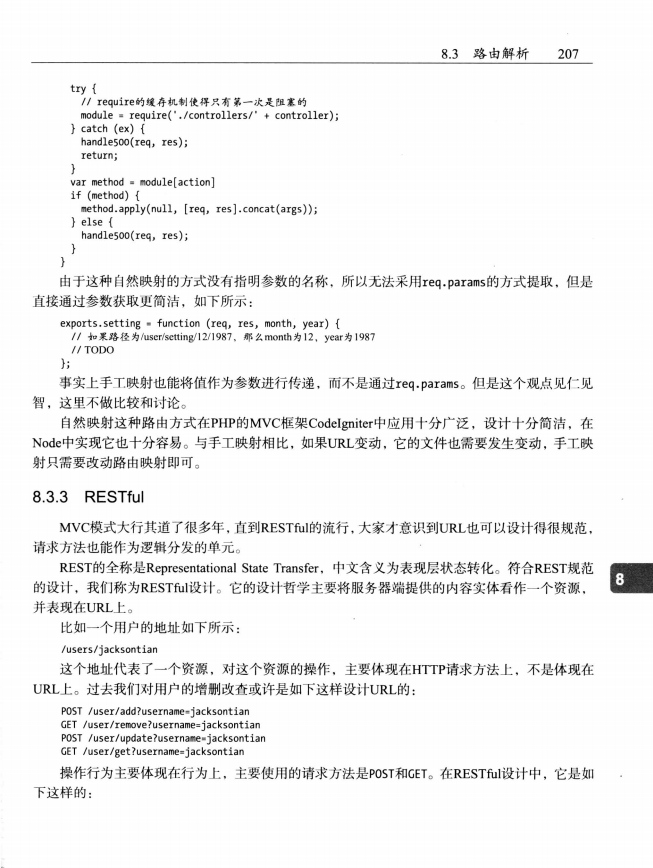 8.3 路由解析 207
try {
// require的缓存机制使得只有第一次是阻塞的
module = require('./controllers/' + controller);
} catch (ex) {
handle500(req, res);
return;
}
var method = module[action]
if (method) {
method.apply(null, [req, res].concat(args));
} else {
handle500(req, res);
}
}
由于这种自然映射的方式没有指明参数的名称，所以无法采用req.params的方式提取，但是
直接通过参数获取更简洁，如下所示：
exports.setting = function (req, res, month, year) {
// 如果路径为/user/setting/12/1987，那么month为12，year为1987
// TODO
};
事实上手工映射也能将值作为参数进行传递，而不是通过req.params。但是这个观点见仁见
智，这里不做比较和讨论。
自然映射这种路由方式在PHP的MVC框架CodeIgniter中应用十分广泛，设计十分简洁，在
Node中实现它也十分容易。与手工映射相比，如果URL变动，它的文件也需要发生变动，手工映
射只需要改动路由映射即可。
8.3.3 RESTful
MVC模式大行其道了很多年，直到RESTful的流行，大家才意识到URL也可以设计得很规范，
请求方法也能作为逻辑分发的单元。
REST的全称是Representational State Transfer，中文含义为表现层状态转化。符合REST规范
的设计，我们称为RESTful设计。它的设计哲学主要将服务器端提供的内容实体看作一个资源，
并表现在URL上。
8
比如一个用户的地址如下所示：
/users/jacksontian
这个地址代表了一个资源，对这个资源的操作，主要体现在HTTP请求方法上，不是体现在
URL上。过去我们对用户的增删改查或许是如下这样设计URL的：
POST /user/add?username=jacksontian
GET /user/remove?username=jacksontian
POST /user/update?username=jacksontian
GET /user/get?username=jacksontian
操作行为主要体现在行为上，主要使用的请求方法是POST和GET。在RESTful设计中，它是如
下这样的：